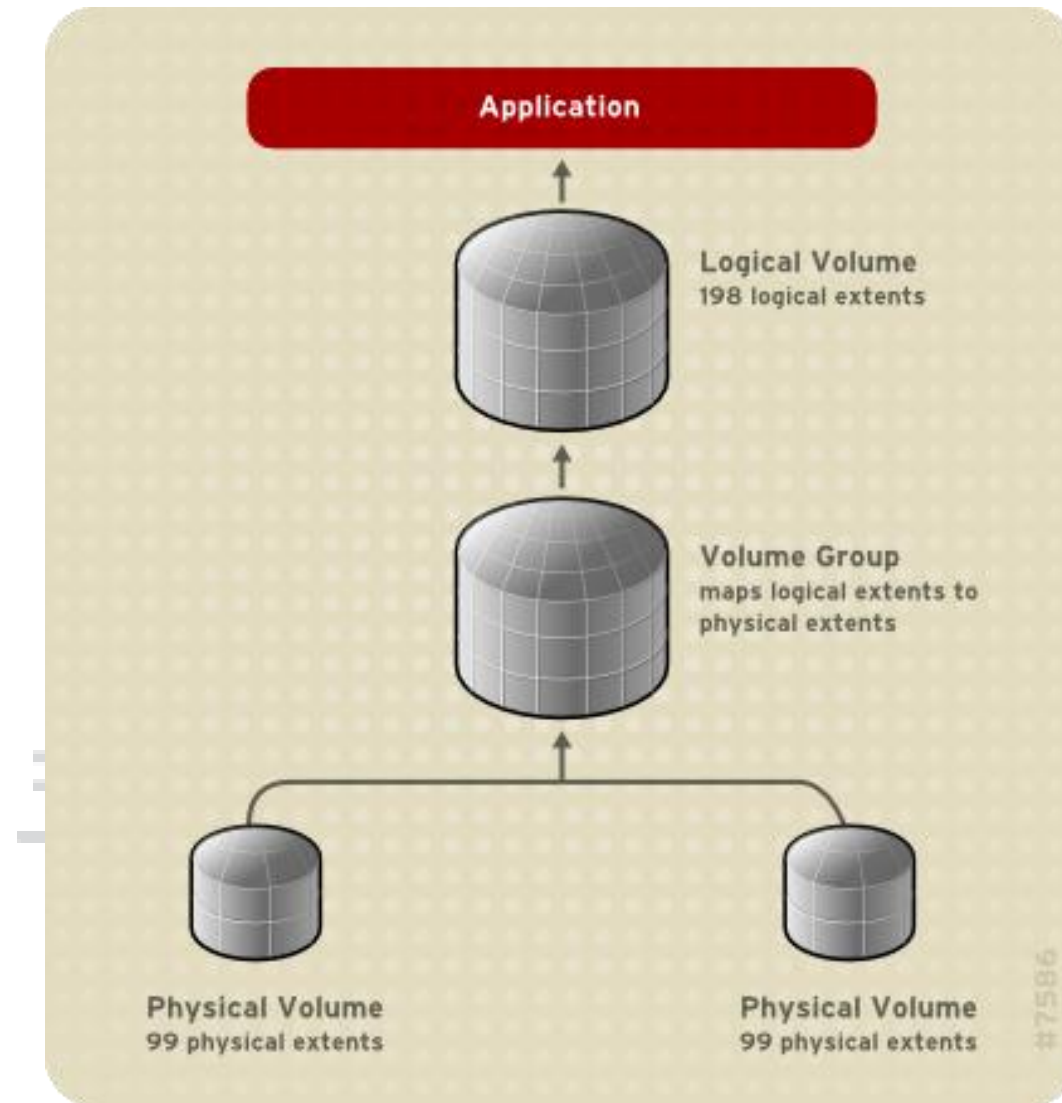 Application
Logical Volume
198 logical extents
Volume Group
maps logical extents to
physical extents
Physical Volume
99 physical extents
Physical Volume
99 physical extents
#7586